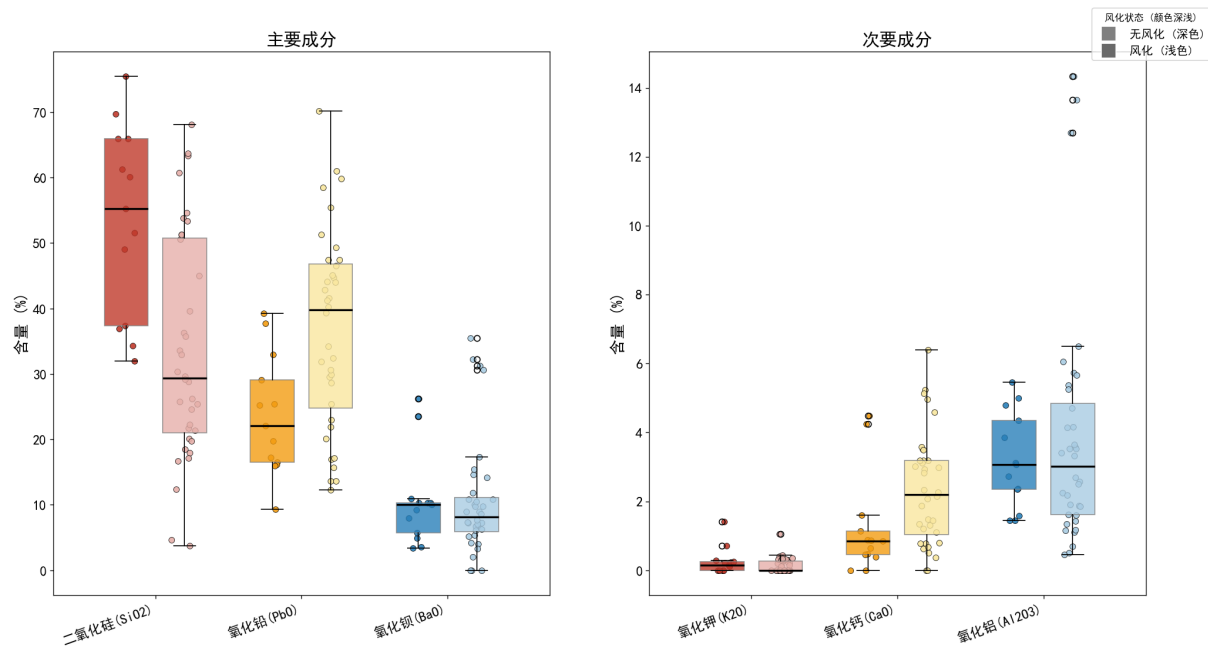 风化状态 (颜色深浅)
无风化 (深色)
风化 (浅色)
主要成分
含量 (%)
70
60
50
40
30
20
10
0
二氧化硅(SiO2)
氧化铅(PbO)
氧化钡(BaO)
次要成分
含量 (%)
14
12
10
8
6
4
2
0
氧化钾(K2O)
氧化钙(CaO)
氧化铝(Al2O3)